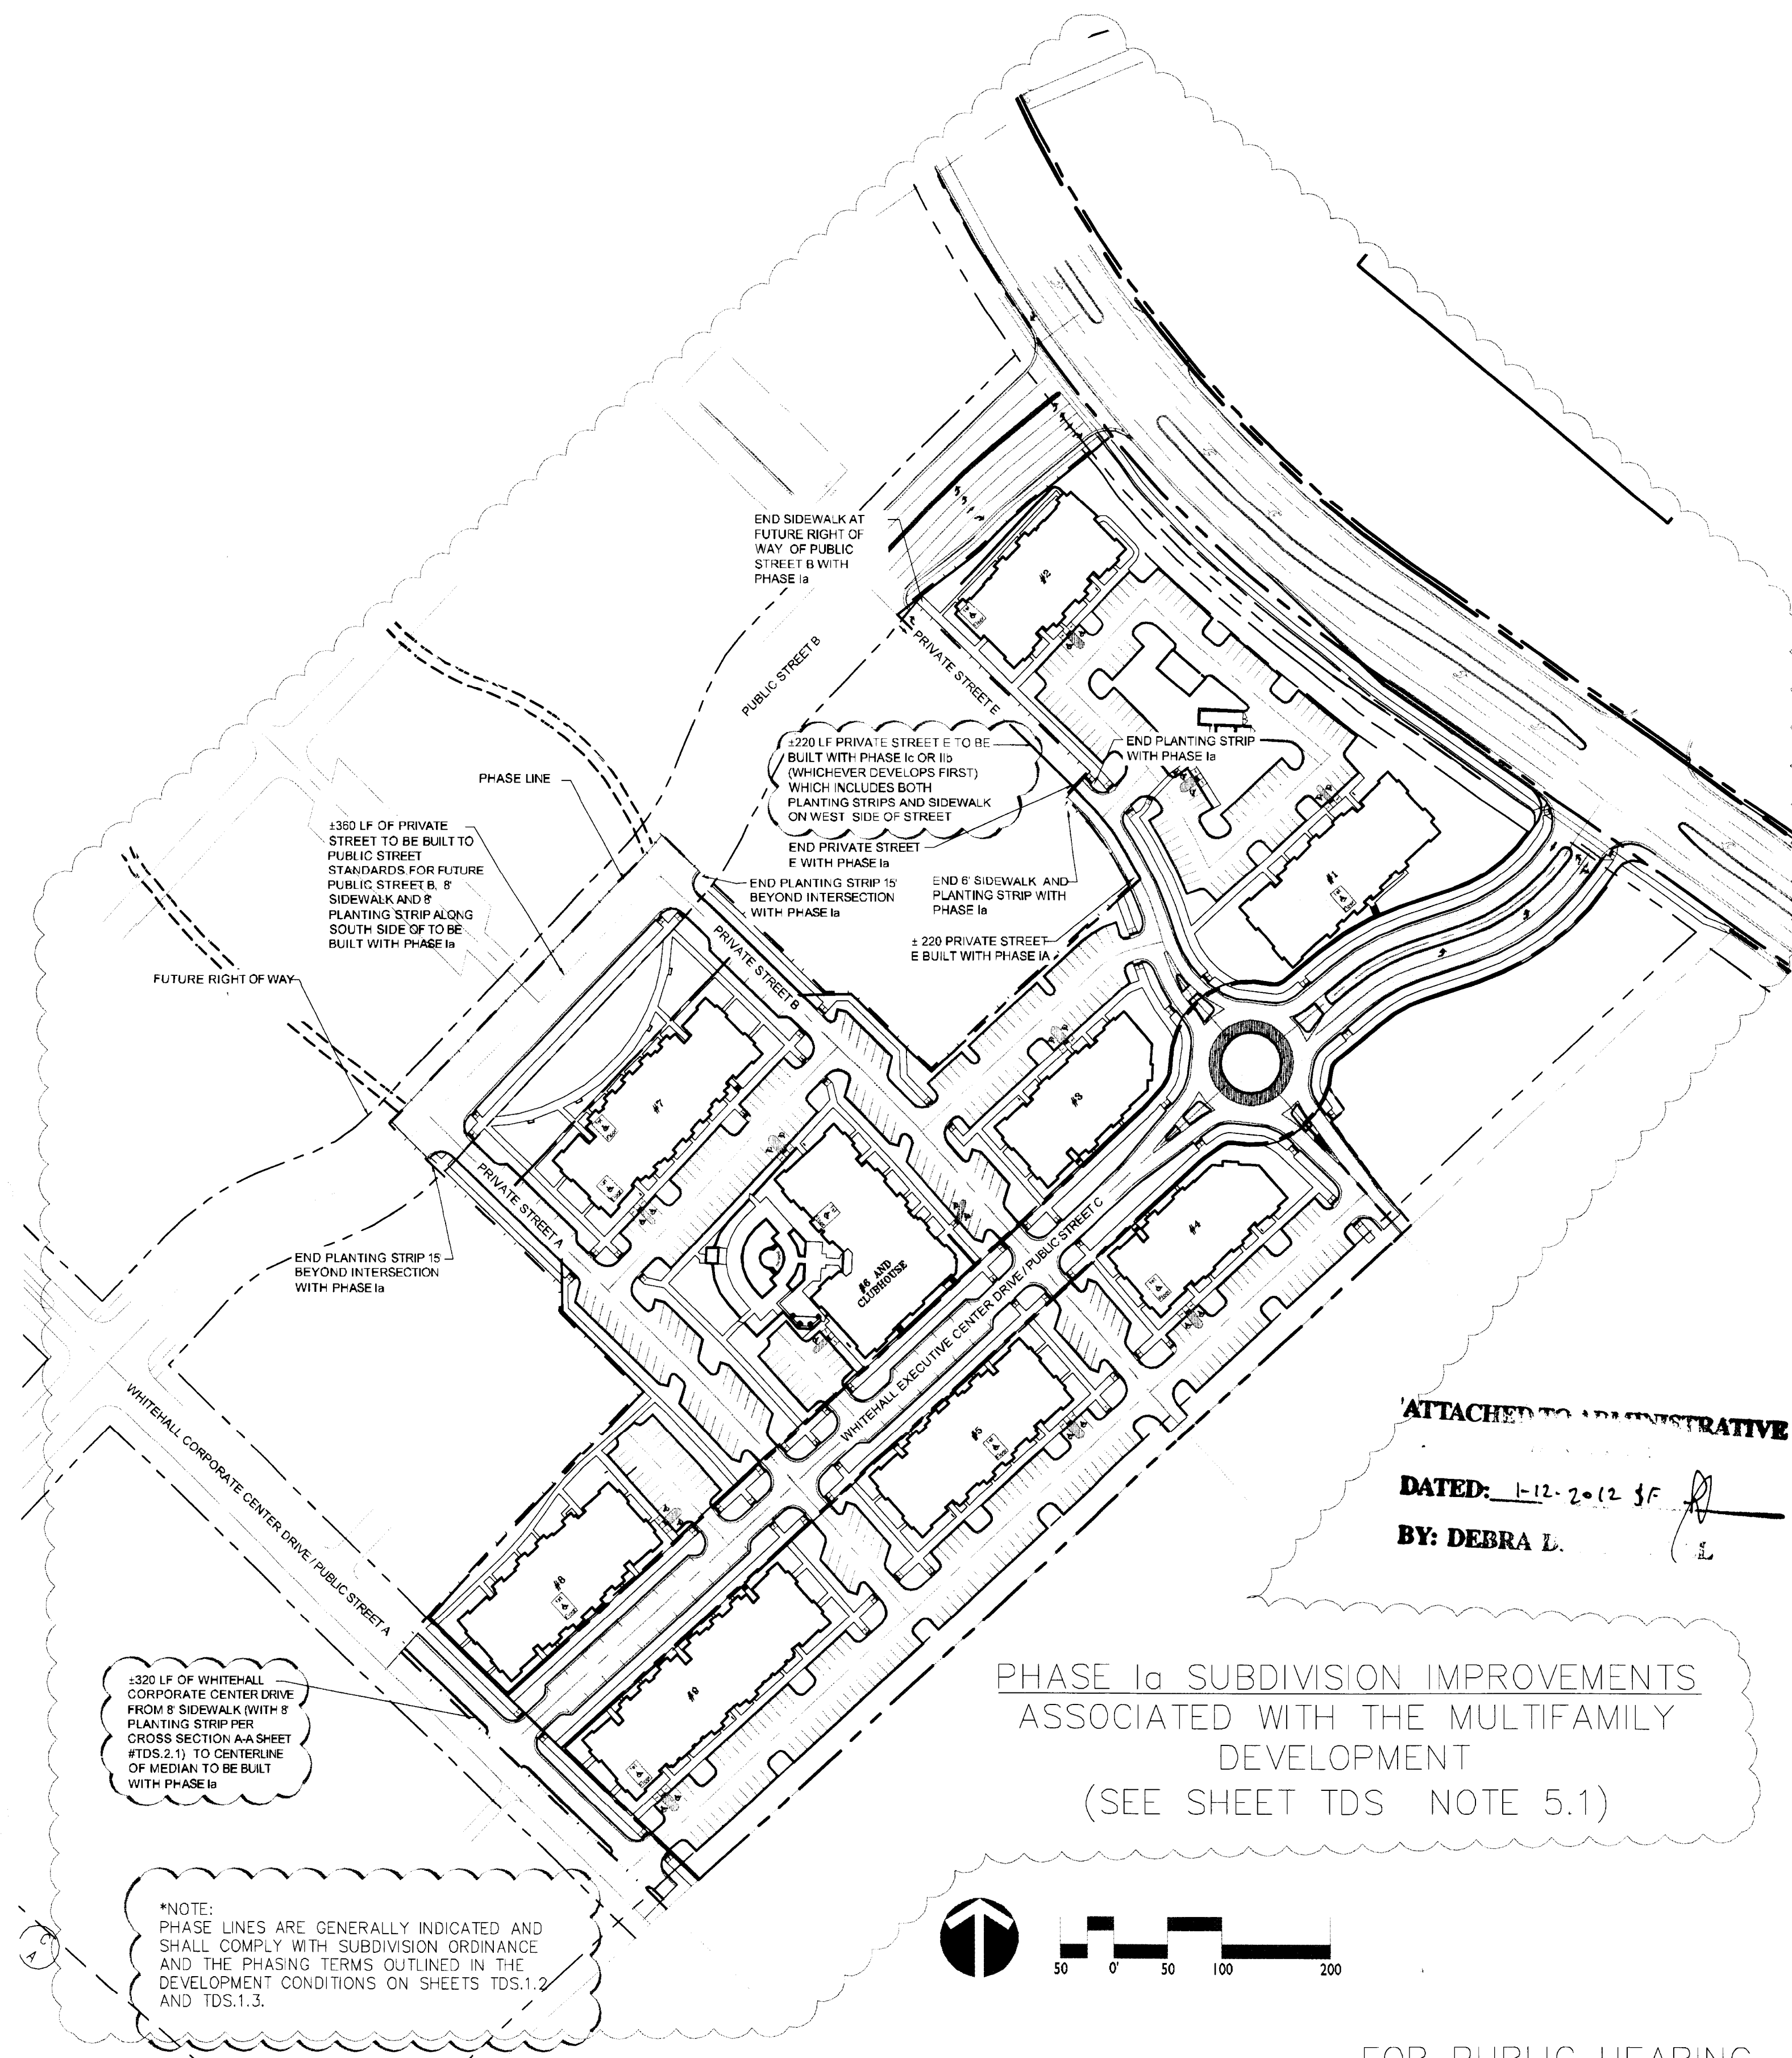 END SIDEWALK AT
FUTURE RIGHT OF
WAY OF PUBLIC
STREET B WITH
PHASE Ia
#2
PUBLIC STREET B
PRIVATE STREET E
±220 LF PRIVATE STREET E TO BE
BUILT WITH PHASE Ic OR IIb
(WHICHEVER DEVELOPS FIRST)
WHICH INCLUDES BOTH
PLANTING STRIPS AND SIDEWALK
ON WEST SIDE OF STREET
END PLANTING STRIP
WITH PHASE Ia
PHASE LINE
±360 LF OF PRIVATE
STREET TO BE BUILT TO
PUBLIC STREET
STANDARDS FOR FUTURE
PUBLIC STREET B, 8'
SIDEWALK AND 8'
PLANTING STRIP ALONG
SOUTH SIDE OF TO BE
BUILT WITH PHASE Ia
END PRIVATE STREET
E WITH PHASE Ia
END PLANTING STRIP 15'
BEYOND INTERSECTION
WITH PHASE Ia
END 6' SIDEWALK AND
PLANTING STRIP WITH
PHASE Ia
#1
± 220 PRIVATE STREET
E BUILT WITH PHASE IA
PRIVATE STREET B
FUTURE RIGHT OF WAY
#7
#3
PRIVATE STREET A
END PLANTING STRIP 15'
BEYOND INTERSECTION
WITH PHASE Ia
#6 AND
CLUBHOUSE
#4
WHITEHALL EXECUTIVE CENTER DRIVE / PUBLIC STREET C
#5
WHITEHALL CORPORATE CENTER DRIVE / PUBLIC STREET A
#8
#9
ATTACHED TO ADMINISTRATIVE
DATED: 1-12-2012 SF
BY: DEBRA D.
±320 LF OF WHITEHALL
CORPORATE CENTER DRIVE
FROM 8' SIDEWALK (WITH 8'
PLANTING STRIP PER
CROSS SECTION A-A SHEET
#TDS.2.1) TO CENTERLINE
OF MEDIAN TO BE BUILT
WITH PHASE Ia
PHASE Ia SUBDIVISION IMPROVEMENTS
ASSOCIATED WITH THE MULTIFAMILY
DEVELOPMENT
(SEE SHEET TDS NOTE 5.1)
*NOTE:
PHASE LINES ARE GENERALLY INDICATED AND
SHALL COMPLY WITH SUBDIVISION ORDINANCE
AND THE PHASING TERMS OUTLINED IN THE
DEVELOPMENT CONDITIONS ON SHEETS TDS.1.2
AND TDS.1.3.
50 0' 50 100 200
FOR PUBLIC HEARING